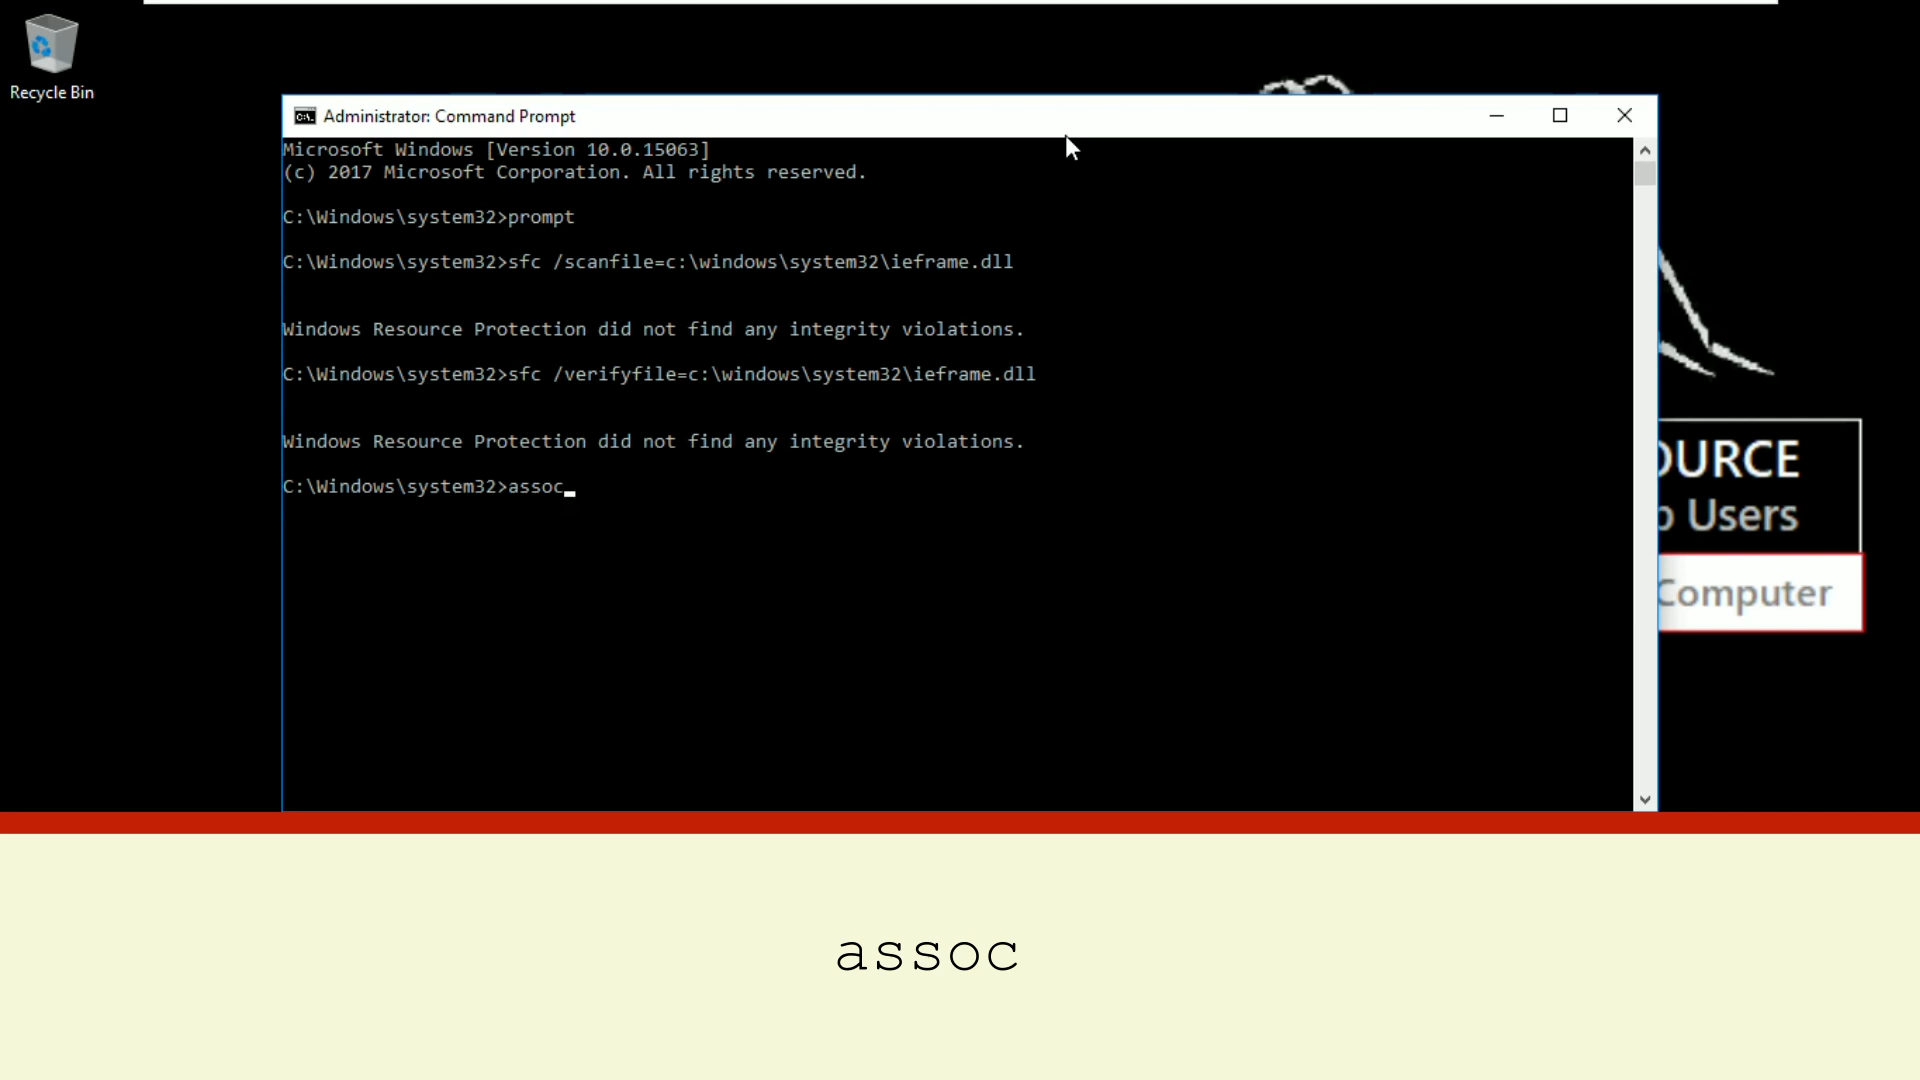 Recycle Bin
Administrator: Command Prompt
Microsoft Windows [Version 10.0.15063]
(c) 2017 Microsoft Corporation. All rights reserved.
C:\Windows\system32>prompt
C:\Windows\system32>sfc /scanfile=c:\windows\system32\ieframe.dll
Windows Resource Protection did not find any integrity violations.
C:\Windows\system32>sfc /verifyfile=c:\windows\system32\ieframe.dll
Windows Resource Protection did not find any integrity violations.
C:\Windows\system32>assoc
OURCE
Users
Computer
assoc